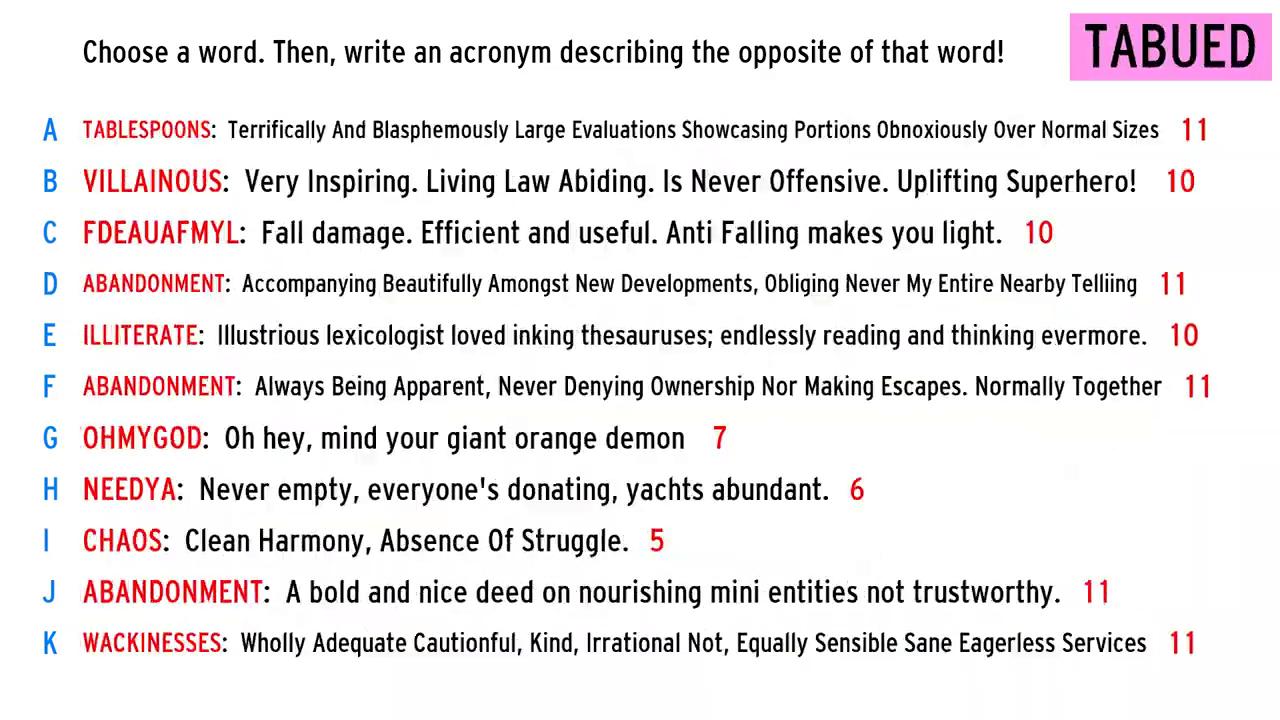 Choose a word. Then, write an acronym describing the opposite of that word!
TABUED
A TABLESPOONS: Terrifically And Blasphemously Large Evaluations Showcasing Portions Obnoxiously Over Normal Sizes 11
B VILLAINOUS: Very Inspiring. Living Law Abiding. Is Never Offensive. Uplifting Superhero! 10
C FDEAUAFMYL: Fall damage. Efficient and useful. Anti Falling makes you light. 10
D ABANDONMENT: Accompanying Beautifully Amongst New Developments, Obliging Never My Entire Nearby Telliing 11
E ILLITERATE: Illustrious lexicologist loved inking thesauruses; endlessly reading and thinking evermore. 10
F ABANDONMENT: Always Being Apparent, Never Denying Ownership Nor Making Escapes. Normally Together 11
G OHMYGOD: Oh hey, mind your giant orange demon 7
H NEEDYA: Never empty, everyone's donating, yachts abundant. 6
I CHAOS: Clean Harmony, Absence Of Struggle. 5
J ABANDONMENT: A bold and nice deed on nourishing mini entities not trustworthy. 11
K WACKINESSES: Wholly Adequate Cautionful, Kind, Irrational Not, Equally Sensible Sane Eagerless Services 11